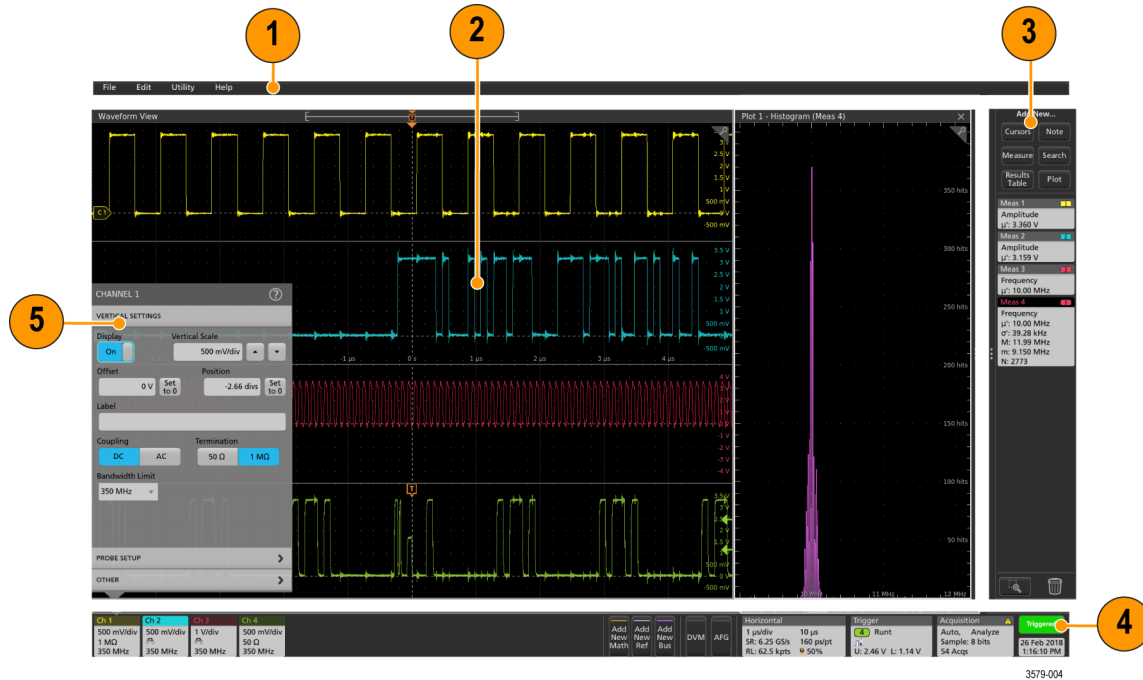 1
2
3
File Edit Utility Help
Waveform View
Plot 1 - Histogram (Meas 4)
Add New...
Cursors Note
Measure Search
Results Table Plot
Meas 1
Amplitude
µ': 3.360 V
Meas 2
Amplitude
µ': 3.159 V
Meas 3
Frequency
µ': 10.00 MHz
Meas 4
Frequency
µ': 10.00 MHz
σ': 39.28 kHz
M: 11.99 MHz
m: 9.150 MHz
N: 2773
C1
2.5 V
2 V
1.5 V
1 V
500 mV
0 V
-500 mV
3.5 V
3 V
2.5 V
2 V
1.5 V
1 V
500 mV
-500 mV
-1 µs 0 s 1 µs 2 µs 3 µs 4 µs
4 V
-1 V
-2 V
-3 V
-4 V
T
3.5 V
1.5 V
500 mV
0 V
-500 mV
350 hits
300 hits
250 hits
200 hits
150 hits
100 hits
50 hits
10 MHz 11 MHz 12 MHz
5
CHANNEL 1 ?
VERTICAL SETTINGS
Display Vertical Scale
On 500 mV/div
Offset Position
0 V Set to 0 -2.66 divs Set to 0
Label
Coupling Termination
DC AC 50 Ω 1 MΩ
Bandwidth Limit
350 MHz
PROBE SETUP
OTHER
4
Ch 1
500 mV/div
1 MΩ
350 MHz
Ch 2
500 mV/div
350 MHz
Ch 3
1 V/div
350 MHz
Ch 4
500 mV/div
50 Ω
350 MHz
Add New Math
Add New Ref
Add New Bus
DVM
AFG
Horizontal
1 µs/div 10 µs
SR: 6.25 GS/s 160 ps/pt
RL: 62.5 kpts 50%
Trigger
4 Runt
U: 2.46 V L: 1.14 V
Acquisition
Auto, Analyze
Sample: 8 bits
54 Acqs
Triggered
26 Feb 2018
1:16:10 PM
3579-004